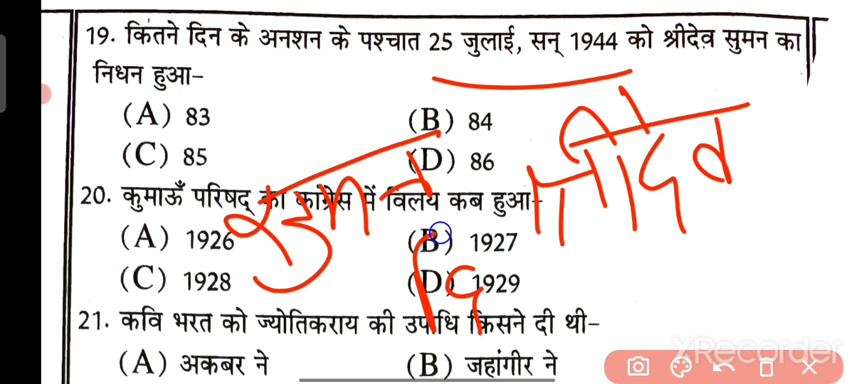 19. कितने दिन के अनशन के पश्चात 25 जुलाई, सन् 1944 को श्रीदेव सुमन का
निधन हुआ–
(A) 83 (B) 84
(C) 85 (D) 86
श्रीदेव
सुमन
20. कुमाऊँ परिषद् का कांग्रेस में विलय कब हुआ–
(A) 1926 (B) 1927
(C) 1928 (D) 1929
21. कवि भरत को ज्योतिकराय की उपाधि किसने दी थी–
(A) अकबर ने (B) जहांगीर ने
XRecorder